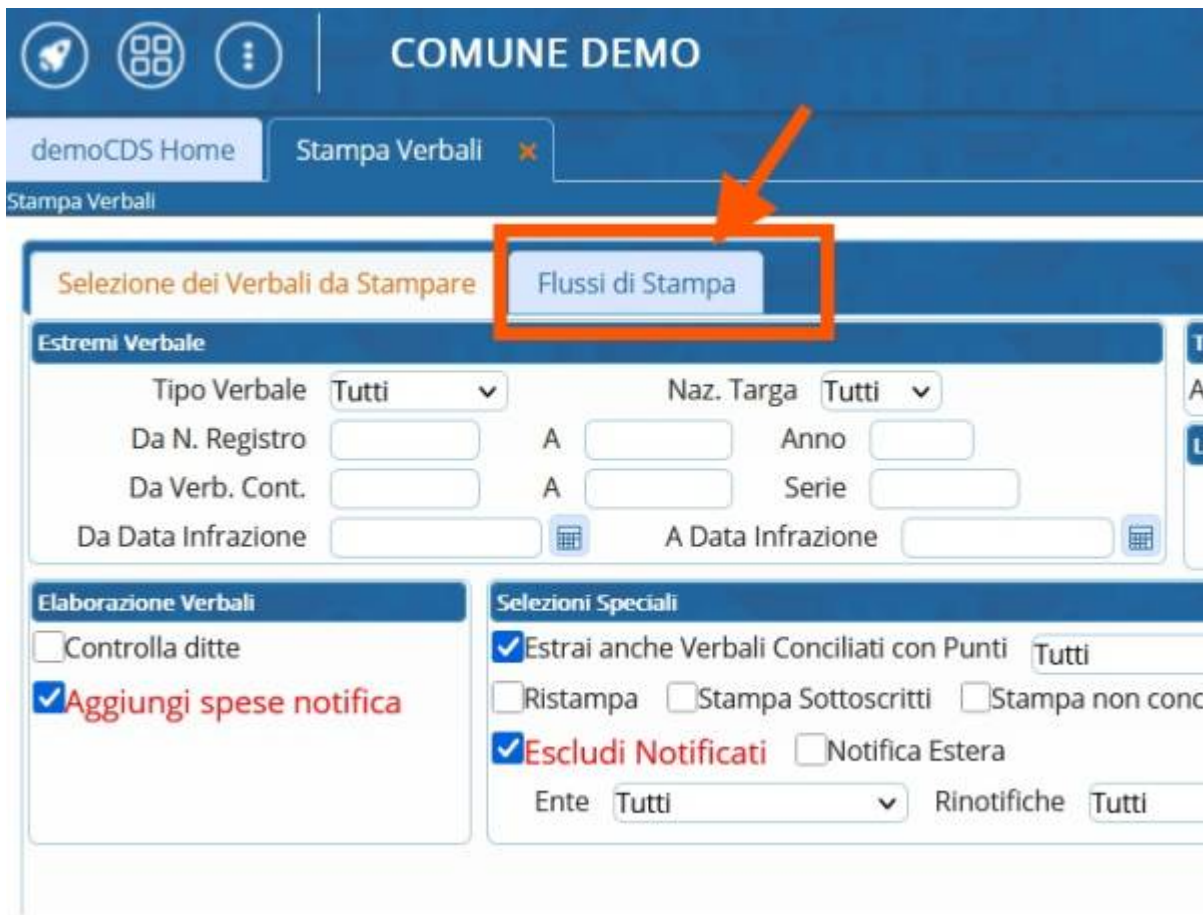 COMUNE DEMO
demoCDS Home Stampa Verbali
Stampa Verbali
Selezione dei Verbali da Stampare Flussi di Stampa
Estremi Verbale
Tipo Verbale Tutti Naz. Targa Tutti
Da N. Registro A Anno
Da Verb. Cont. A Serie
Da Data Infrazione A Data Infrazione
Elaborazione Verbali Selezioni Speciali
Controlla ditte Estrai anche Verbali Conciliati con Punti Tutti
Aggiungi spese notifica Ristampa Stampa Sottoscritti Stampa non conc
Escludi Notificati Notifica Estera
Ente Tutti Rinotifiche Tutti